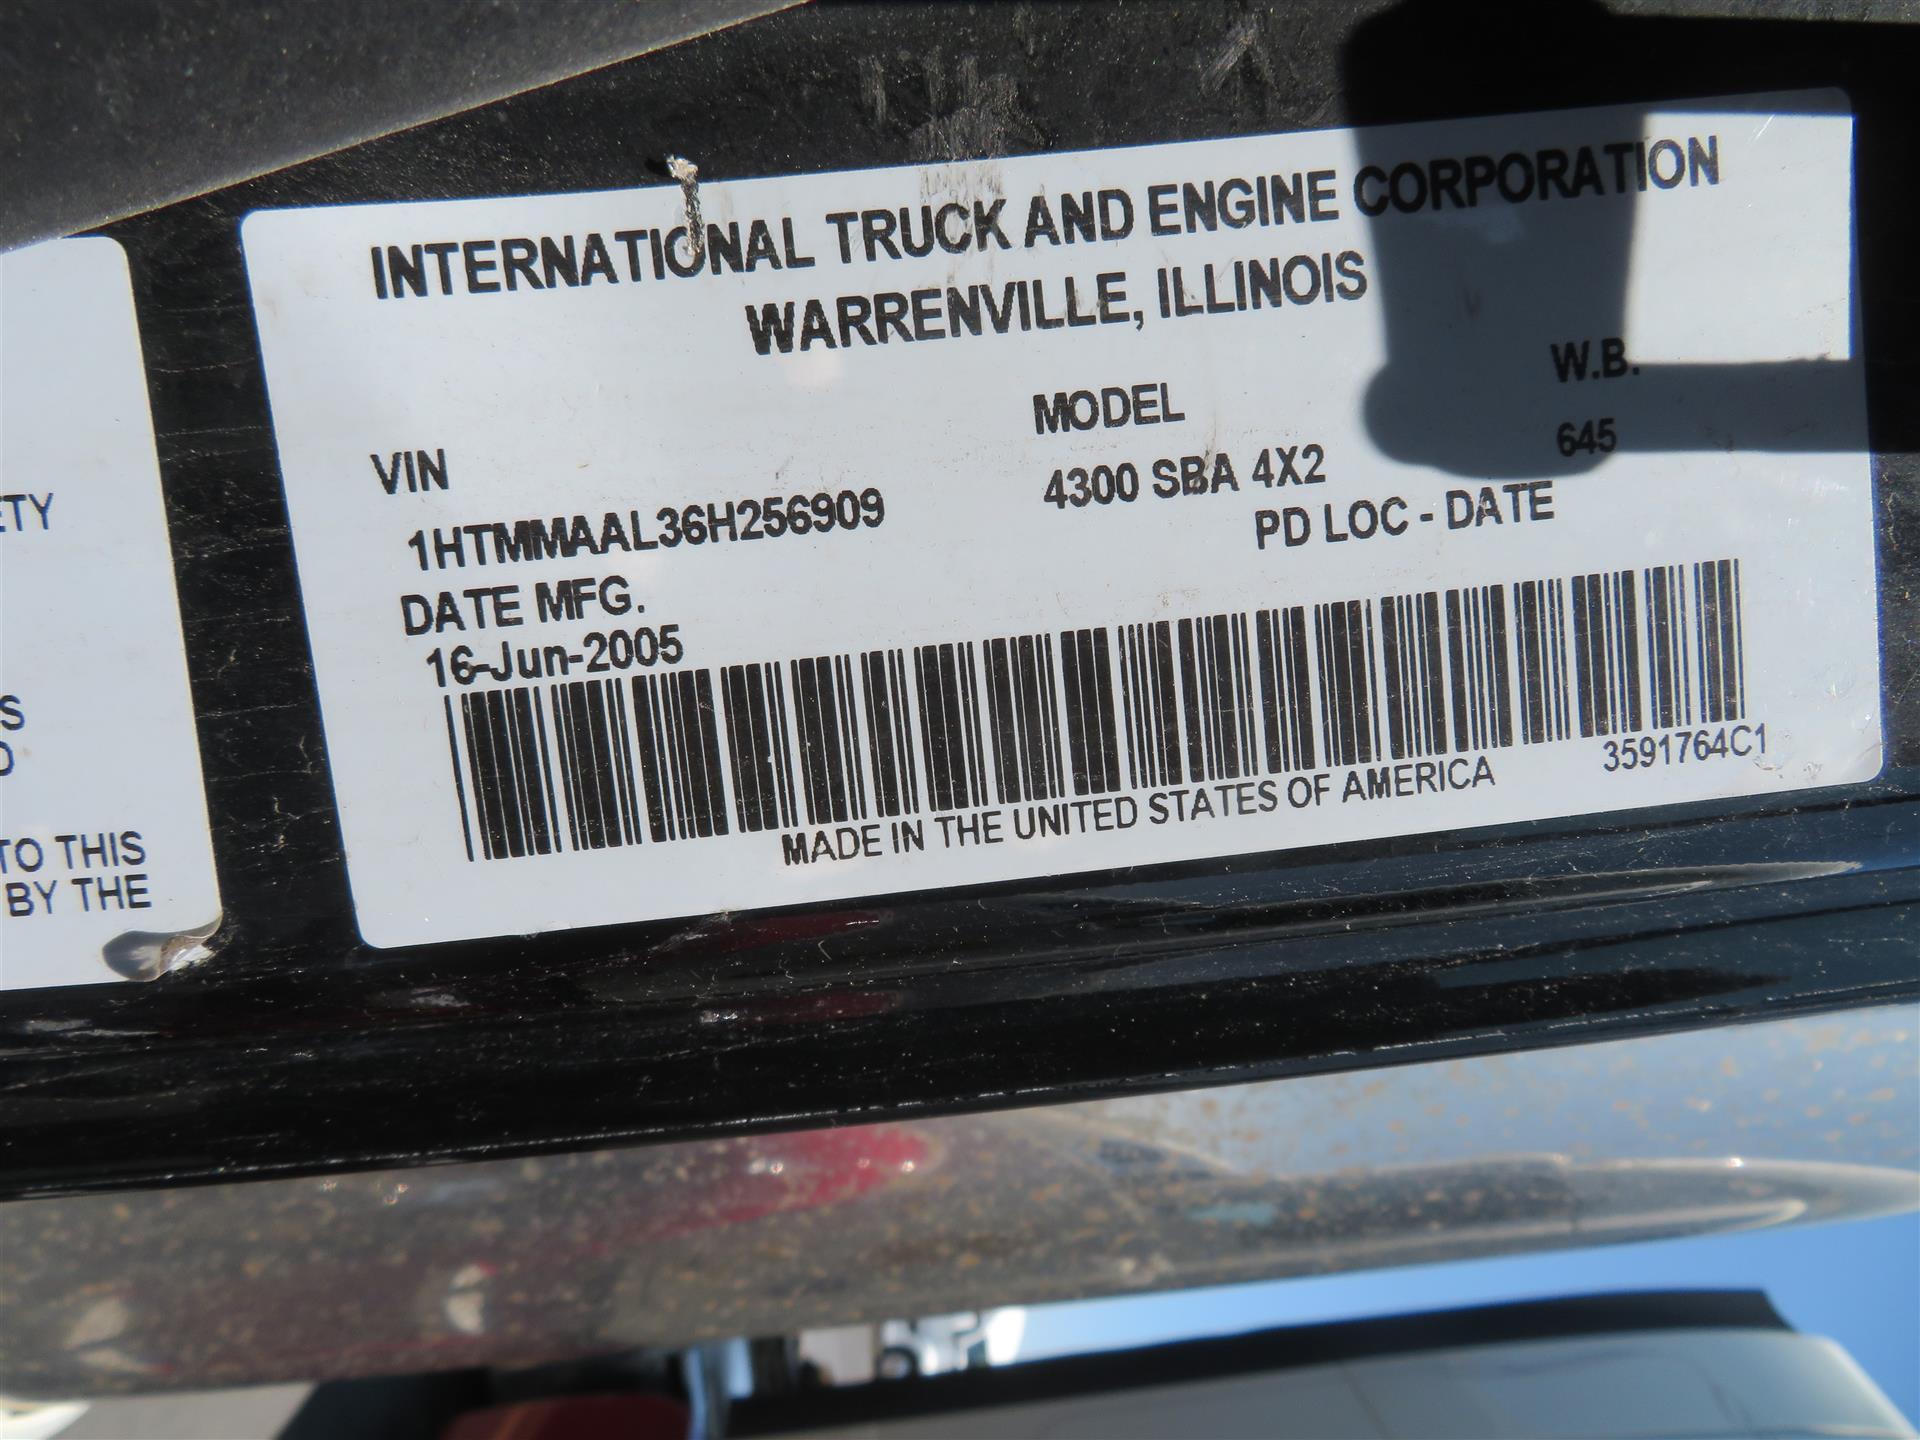 ETY
S
D
TO THIS
BY THE
INTERNATIONAL TRUCK AND ENGINE CORPORATION
WARRENVILLE, ILLINOIS
VIN MODEL W.B.
1HTMMAAL36H256909 4300 SBA 4X2 645
DATE MFG. PD LOC - DATE
16-Jun-2005
3591764C1
MADE IN THE UNITED STATES OF AMERICA